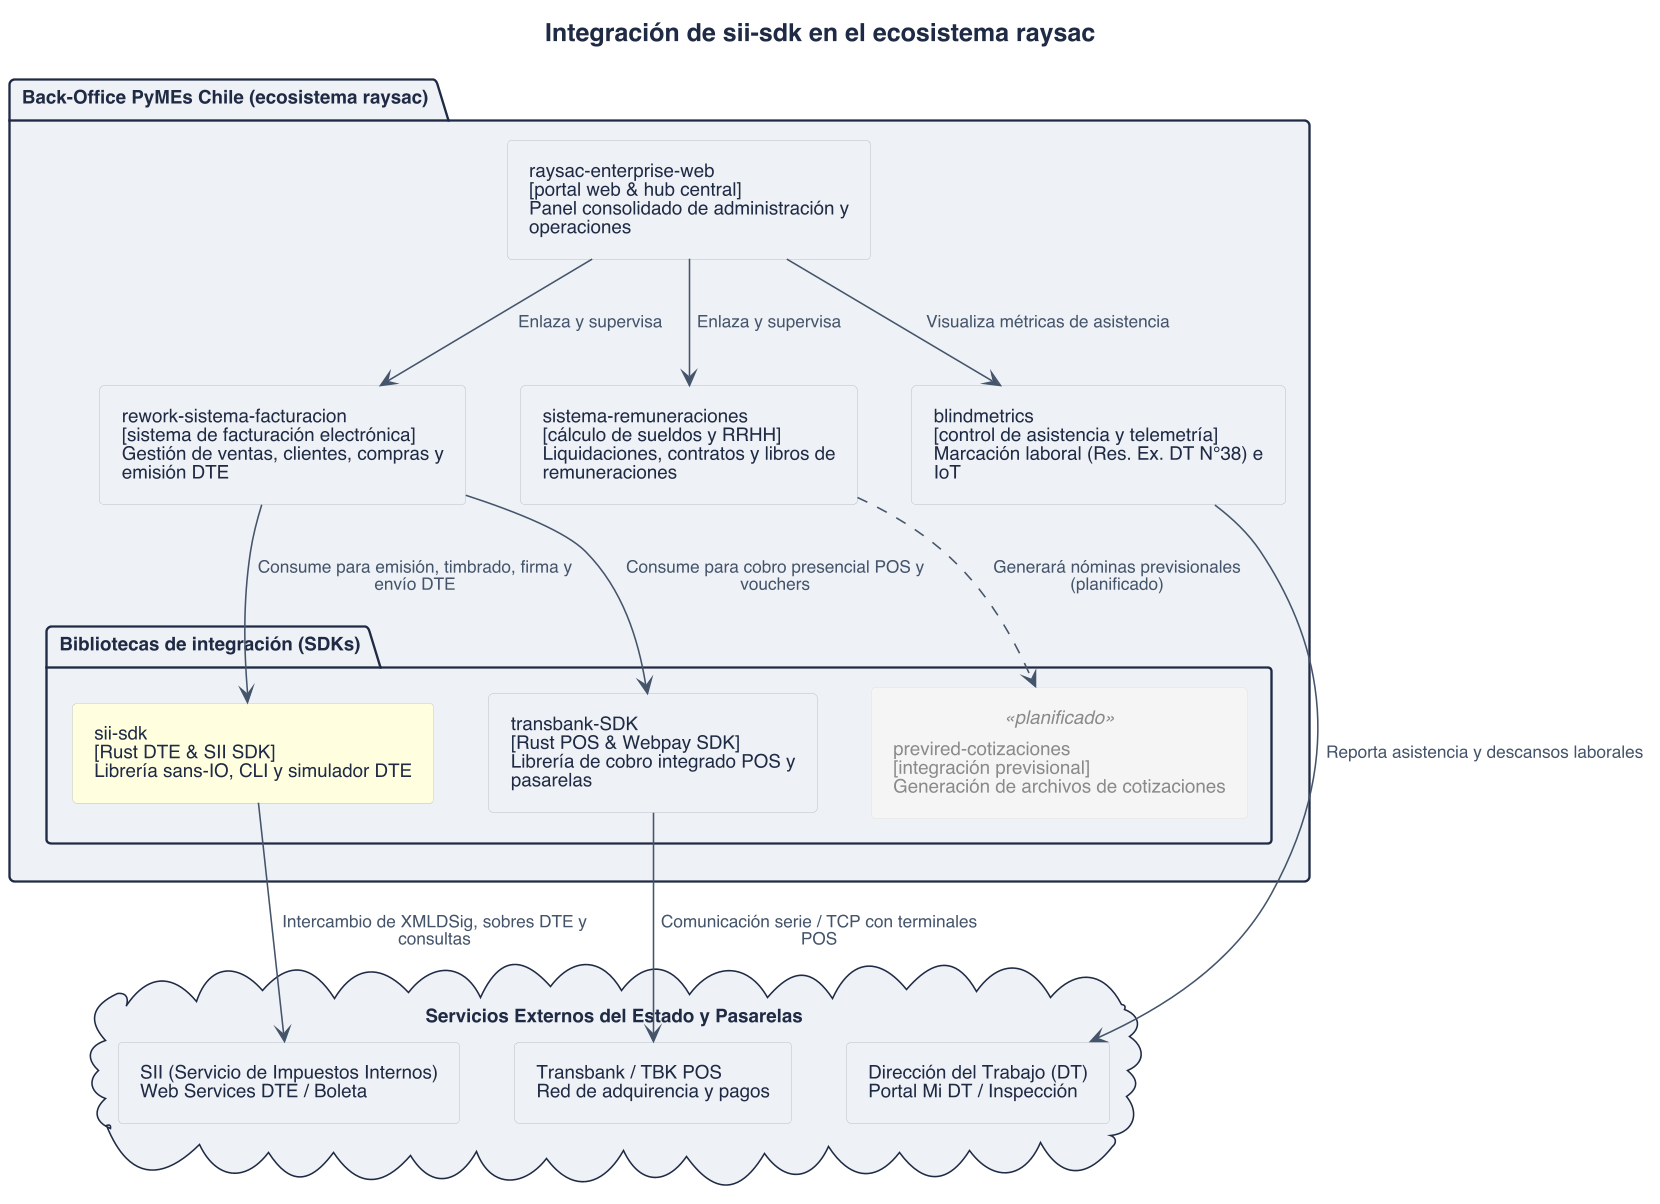 Integración de sii-sdk en el ecosistema raysac
Back-Office PyMEs Chile (ecosistema raysac)
raysac-enterprise-web
[portal web & hub central]
Panel consolidado de administración y
operaciones
Enlaza y supervisa
Enlaza y supervisa
Visualiza métricas de asistencia
rework-sistema-facturacion
[sistema de facturación electrónica]
Gestión de ventas, clientes, compras y
emisión DTE
sistema-remuneraciones
[cálculo de sueldos y RRHH]
Liquidaciones, contratos y libros de
remuneraciones
blindmetrics
[control de asistencia y telemetría]
Marcación laboral (Res. Ex. DT N°38) e
IoT
Consume para emisión, timbrado, firma y
envío DTE
Consume para cobro presencial POS y
vouchers
Generará nóminas previsionales
(planificado)
Bibliotecas de integración (SDKs)
sii-sdk
[Rust DTE & SII SDK]
Librería sans-IO, CLI y simulador DTE
transbank-SDK
[Rust POS & Webpay SDK]
Librería de cobro integrado POS y
pasarelas
«planificado»
previred-cotizaciones
[integración previsional]
Generación de archivos de cotizaciones
Reporta asistencia y descansos laborales
Intercambio de XMLDSig, sobres DTE y
consultas
Comunicación serie / TCP con terminales
POS
Servicios Externos del Estado y Pasarelas
SII (Servicio de Impuestos Internos)
Web Services DTE / Boleta
Transbank / TBK POS
Red de adquirencia y pagos
Dirección del Trabajo (DT)
Portal Mi DT / Inspección